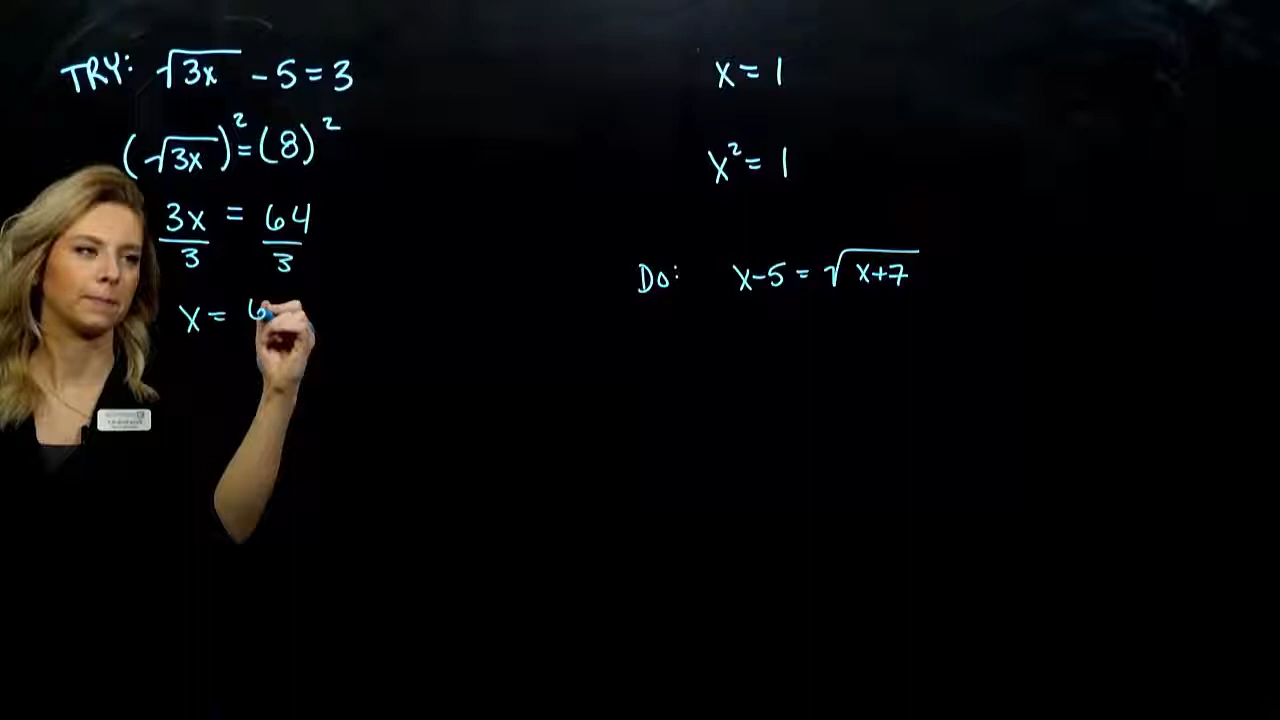 TRY: √3x - 5 = 3
(√3x)² = (8)²
3x = 64
3 3
x = 6
x = 1
x² = 1
Do: x-5 = √x+7